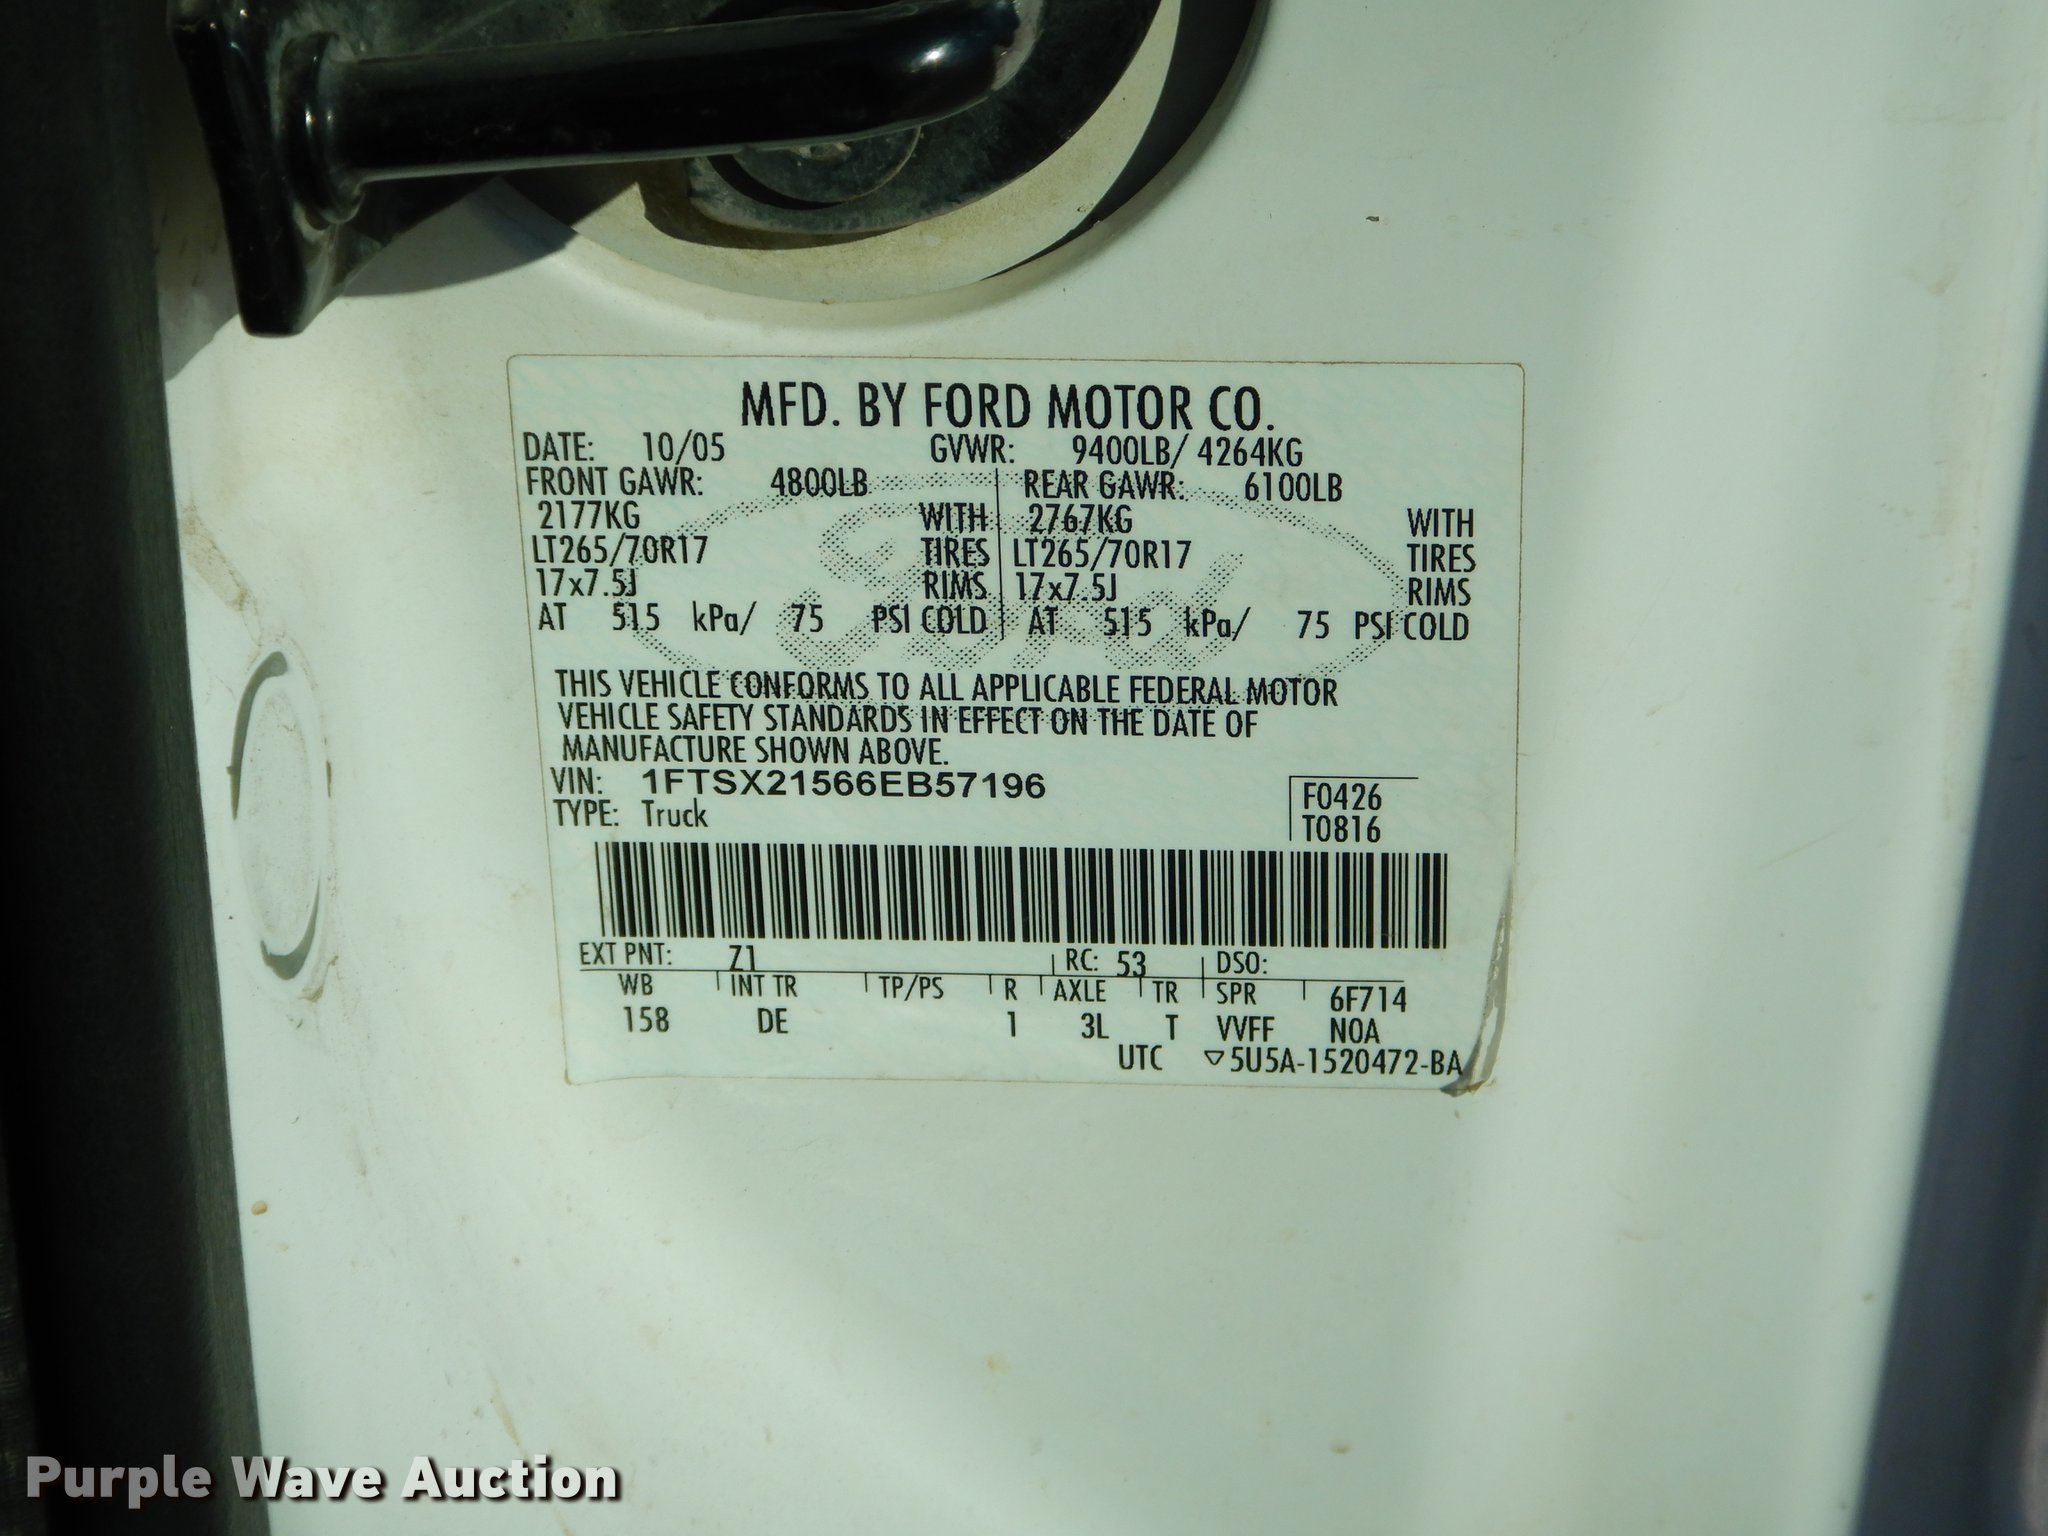 MFD. BY FORD MOTOR CO.
DATE: 10/05 GVWR: 9400LB/ 4264KG
FRONT GAWR: 4800LB REAR GAWR: 6100LB
2177KG WITH 2767KG WITH
LT265/70R17 TIRES LT265/70R17 TIRES
17x7.5J RIMS 17x7.5J RIMS
AT 515 kPa/ 75 PSI COLD AT 515 kPa/ 75 PSI COLD
Ford
THIS VEHICLE CONFORMS TO ALL APPLICABLE FEDERAL MOTOR
VEHICLE SAFETY STANDARDS IN EFFECT ON THE DATE OF
MANUFACTURE SHOWN ABOVE.
VIN: 1FTSX21566EB57196 F0426
TYPE: Truck T0816
EXT PNT: Z1 RC: 53 DSO:
WB INT TR TP/PS R AXLE TR SPR 6F714
158 DE 1 3L T VVFF N0A
UTC ▽5U5A-1520472-BA
Purple Wave Auction